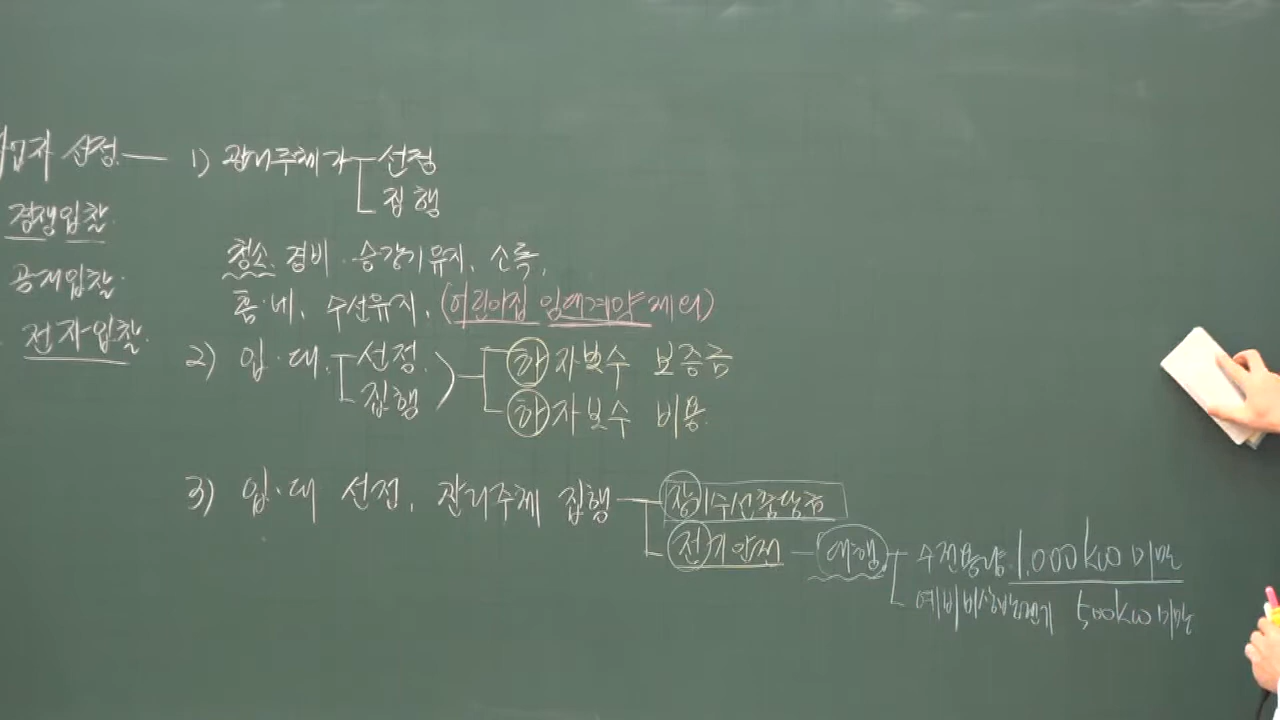 사업자 선정 — 1) 관리주체가 선정
집행
경쟁입찰.
공개입찰.
전자입찰.
청소. 경비. 승강기유지, 소독,
홈·네, 수선유지, (어린이집 임대계약 제외)
2) 입·대, 선정. 하자보수 보증금
집행 하자보수 비용.
3) 입·대 선정, 관리주체 집행 — 장기수선충당금
전기안전 — 대행 수전용량 1,000kw 미만
예비비상발전기 500kw 미만